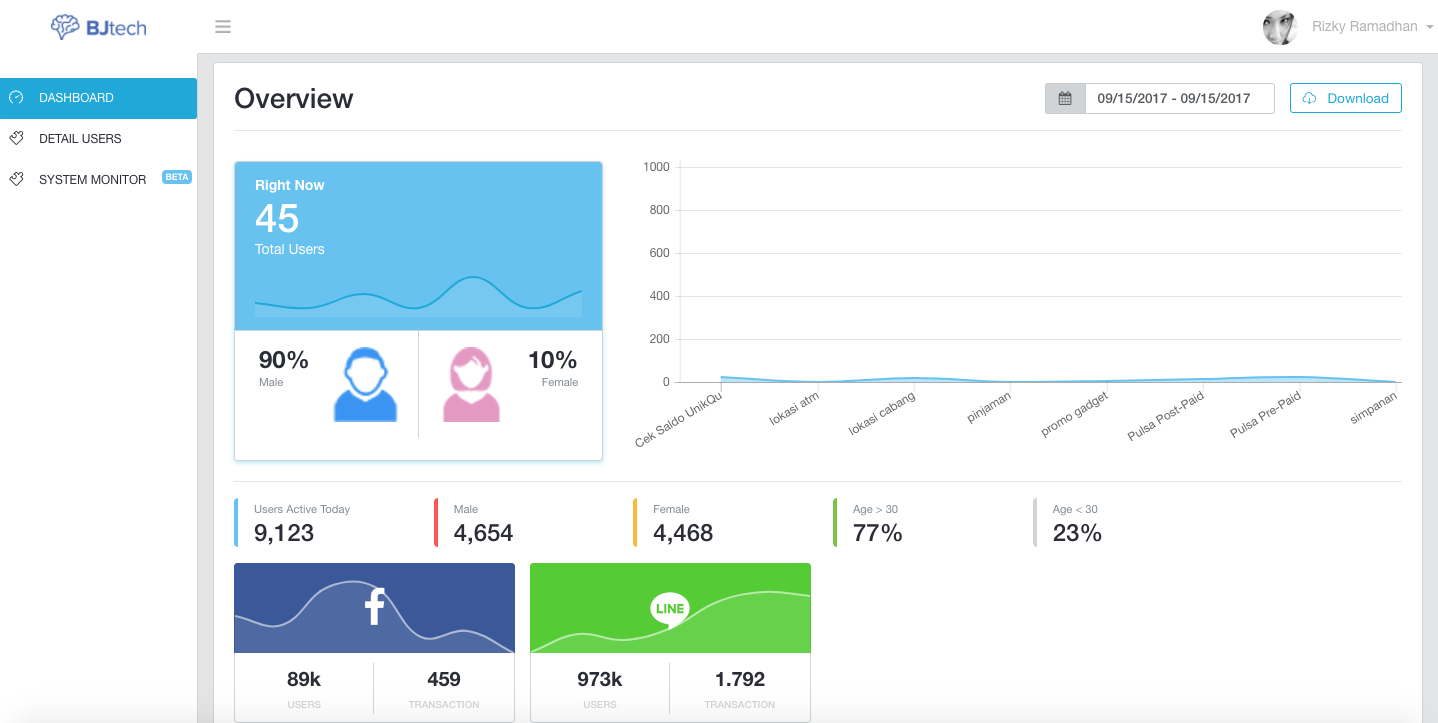 BJtech
Rizky Ramadhan
DASHBOARD
DETAIL USERS
SYSTEM MONITOR BETA
Overview
09/15/2017 - 09/15/2017
Download
Right Now
45
Total Users
90%
Male
10%
Female
1000
800
600
400
200
0
Cek Saldo UnikQu
lokasi atm
lokasi cabang
pinjaman
promo gadget
Pulsa Post-Paid
Pulsa Pre-Paid
simpanan
Users Active Today
9,123
Male
4,654
Female
4,468
Age > 30
77%
Age < 30
23%
f
LINE
89k
USERS
459
TRANSACTION
973k
USERS
1.792
TRANSACTION